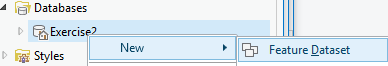 Databases
Exercise2
New
Feature Dataset
Styles